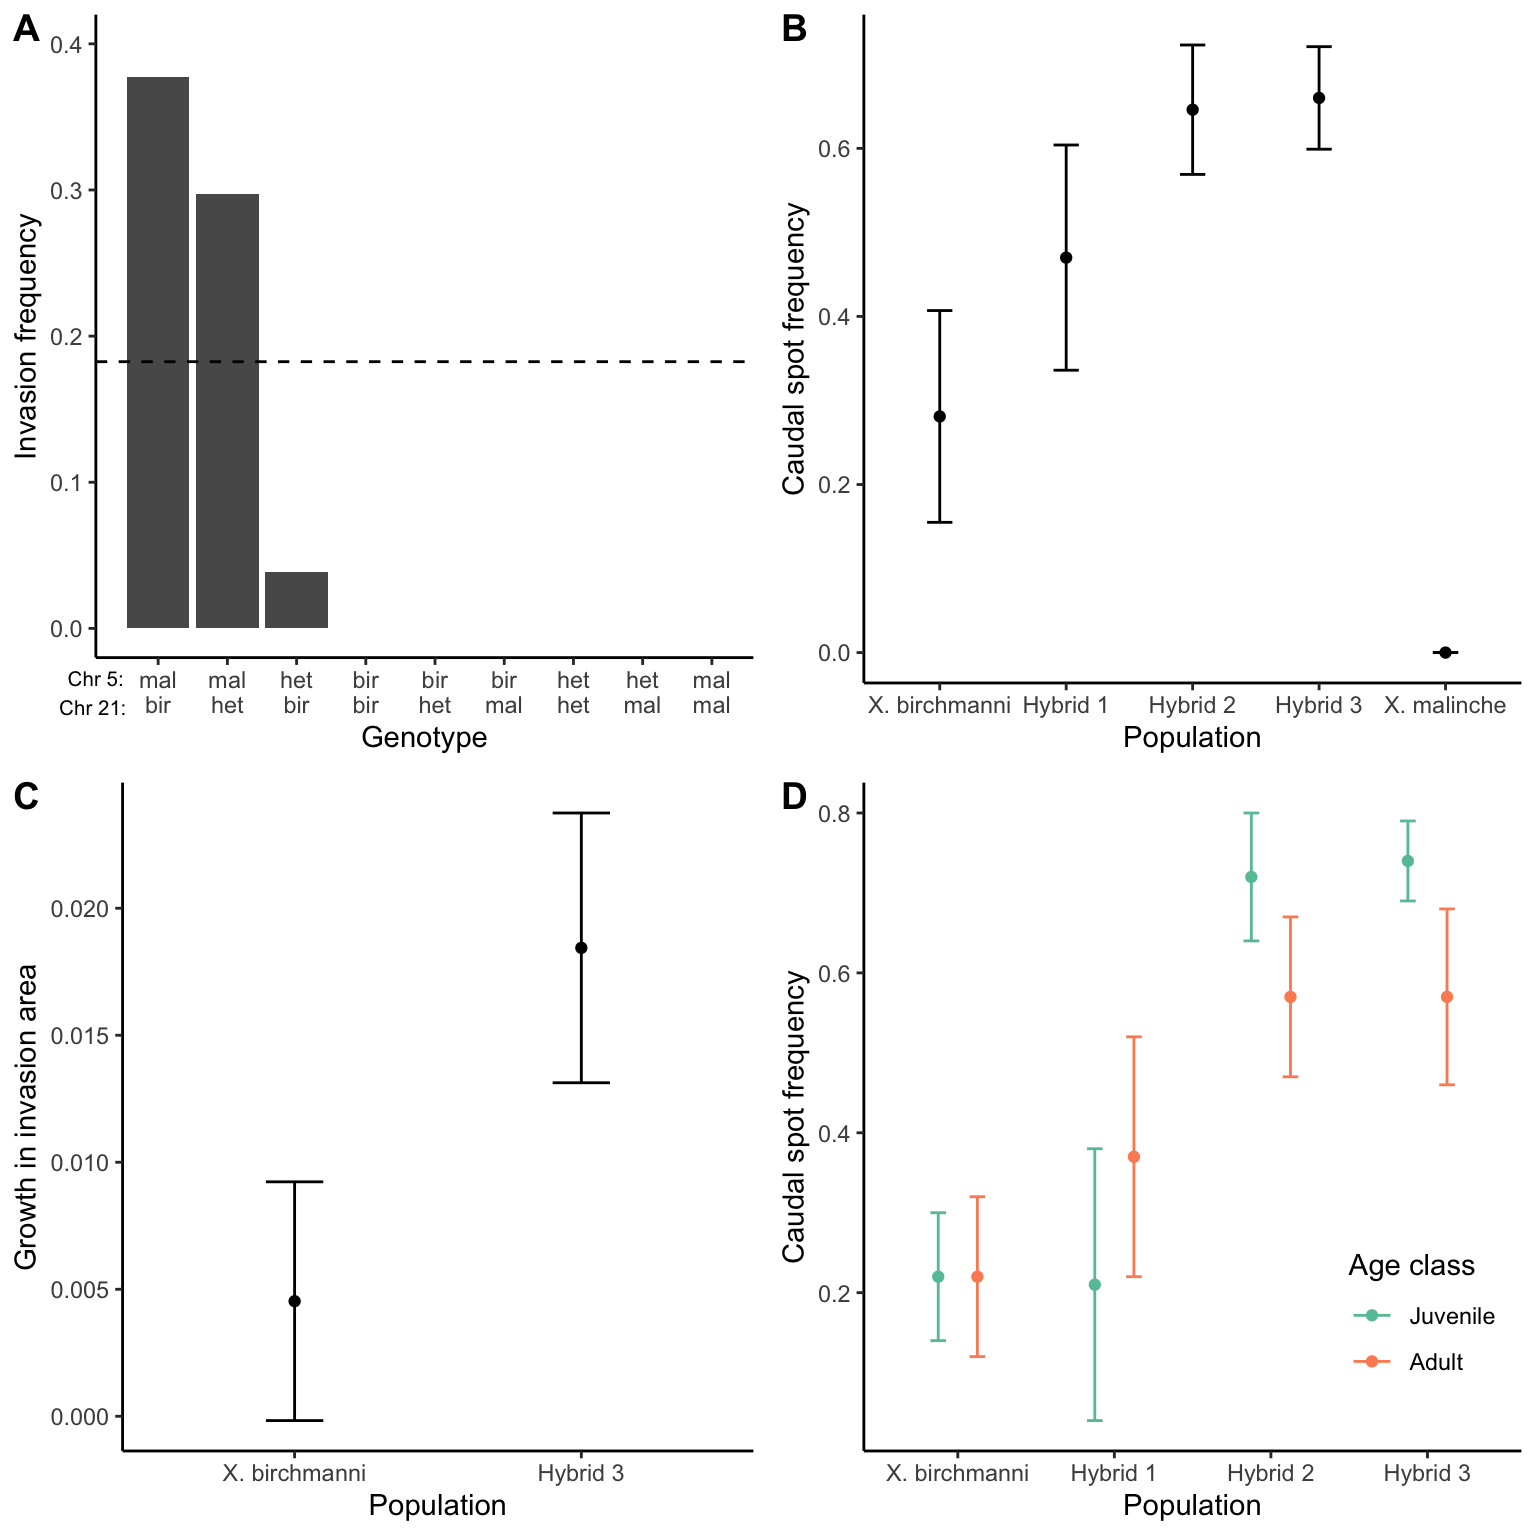 A
Invasion frequency
0.4
0.3
0.2
0.1
0.0
Chr 5: mal mal het bir bir bir het het mal
Chr 21: bir het bir bir het mal het mal mal
Genotype
B
Caudal spot frequency
0.6
0.4
0.2
0.0
X. birchmanni Hybrid 1 Hybrid 2 Hybrid 3 X. malinche
Population
C
Growth in invasion area
0.020
0.015
0.010
0.005
0.000
X. birchmanni Hybrid 3
Population
D
Caudal spot frequency
0.8
0.6
0.4
0.2
Age class
Juvenile
Adult
X. birchmanni Hybrid 1 Hybrid 2 Hybrid 3
Population